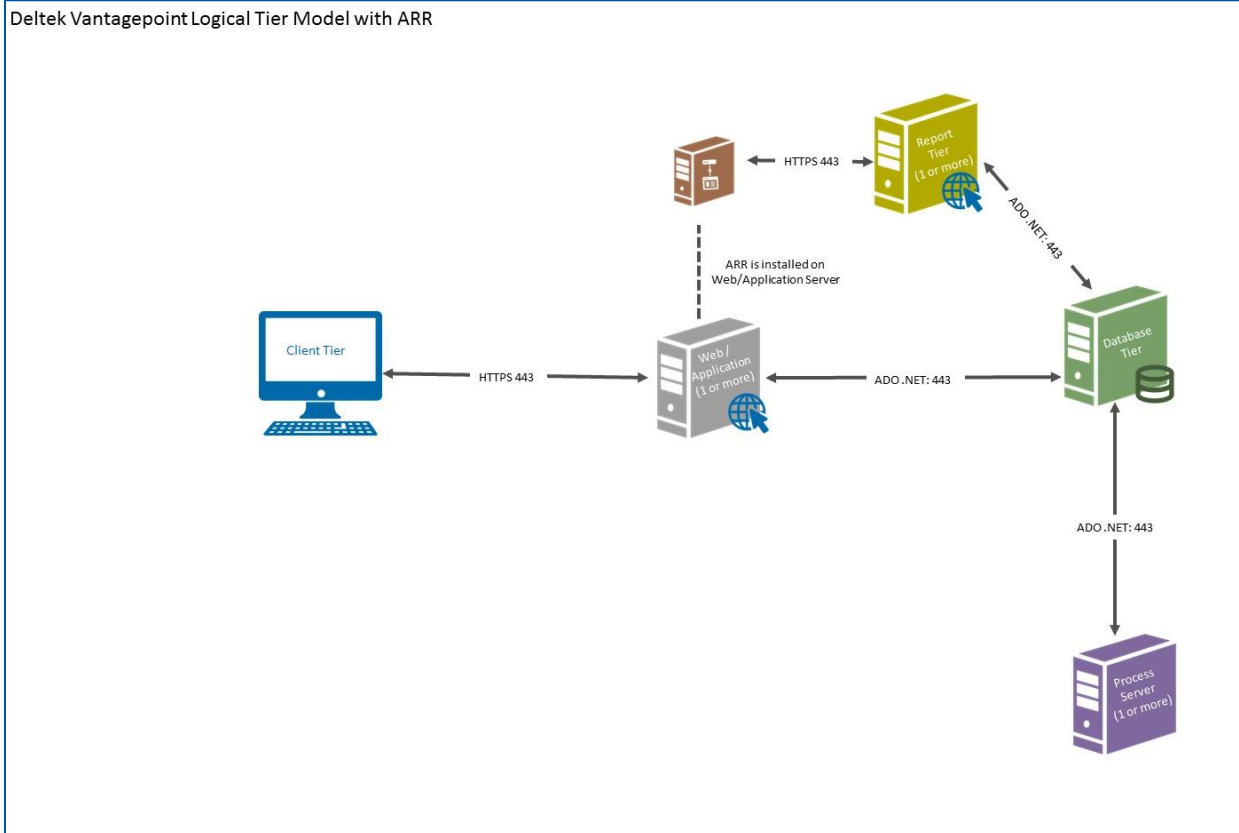 Deltek Vantagepoint Logical Tier Model with ARR
Report
Tier
(1 or more)
HTTPS 443
ADO .NET: 443
ARR is installed on
Web/Application Server
Client Tier
HTTPS 443
Web /
Application
(1 or more)
ADO .NET: 443
Database
Tier
ADO .NET: 443
Process
Server
(1 or more)